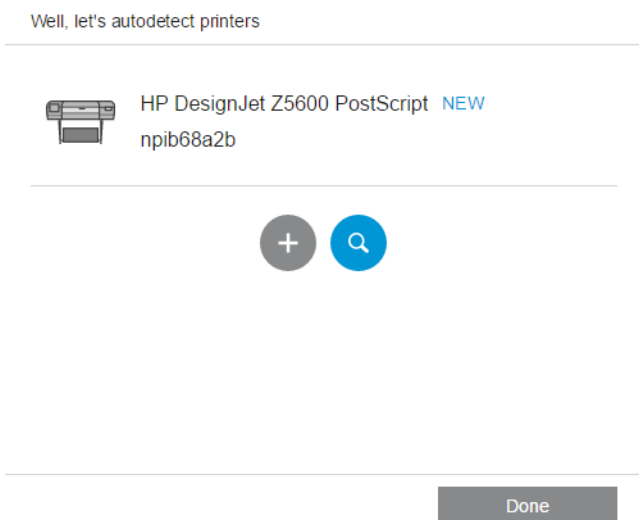 Well, let's autodetect printers
HP DesignJet Z5600 PostScript NEW
npib68a2b
Done